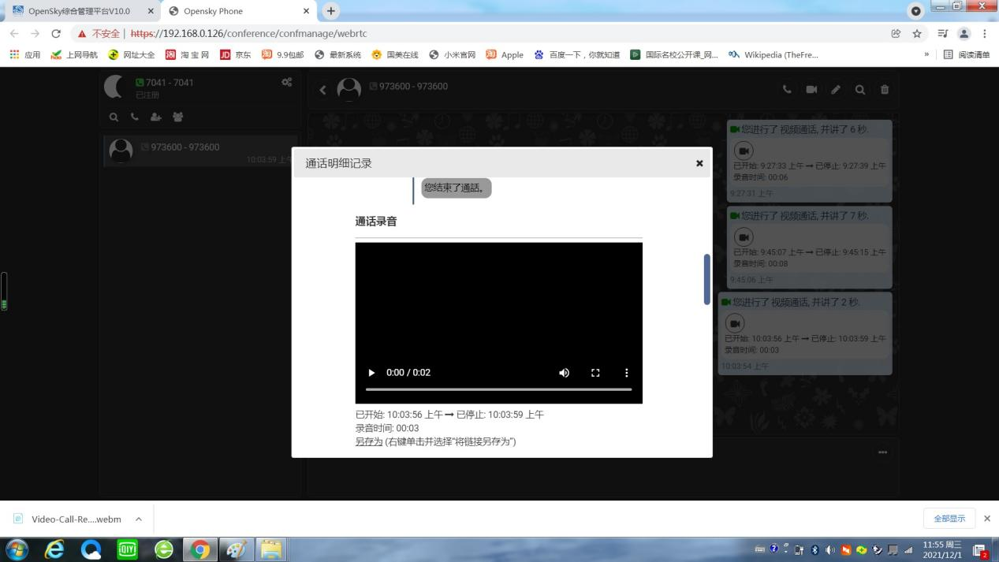 OpenSky综合管理平台V10.0
Opensky Phone
不安全 | https://192.168.0.126/conference/confmanage/webrtc
应用 上网导航 网址大全 淘宝网 京东 9.9包邮 最新系统 国美在线 小米官网 Apple 百度一下，你就知道 国际名校公开课_网... Wikipedia (TheFre... » 阅读清单
7041 - 7041
已注册
973600 - 973600
10:03:59 上午
973600 - 973600
您进行了 视频通话, 并讲了 6 秒.
已开始: 9:27:33 上午 ➞ 已停止: 9:27:39 上午
录音时间: 00:06
9:27:31 上午
您进行了 视频通话, 并讲了 7 秒.
已开始: 9:45:07 上午 ➞ 已停止: 9:45:15 上午
录音时间: 00:08
9:45:06 上午
您进行了 视频通话, 并讲了 2 秒.
已开始: 10:03:56 上午 ➞ 已停止: 10:03:59 上午
录音时间: 00:03
10:03:54 上午
通话明细记录
您结束了通話。
通话录音
0:00 / 0:02
已开始: 10:03:56 上午 ➞ 已停止: 10:03:59 上午
录音时间: 00:03
另存为 (右键单击并选择“将链接另存为”)
Video-Call-Re....webm
全部显示
iQIY
11:55 周三
2021/12/1
2